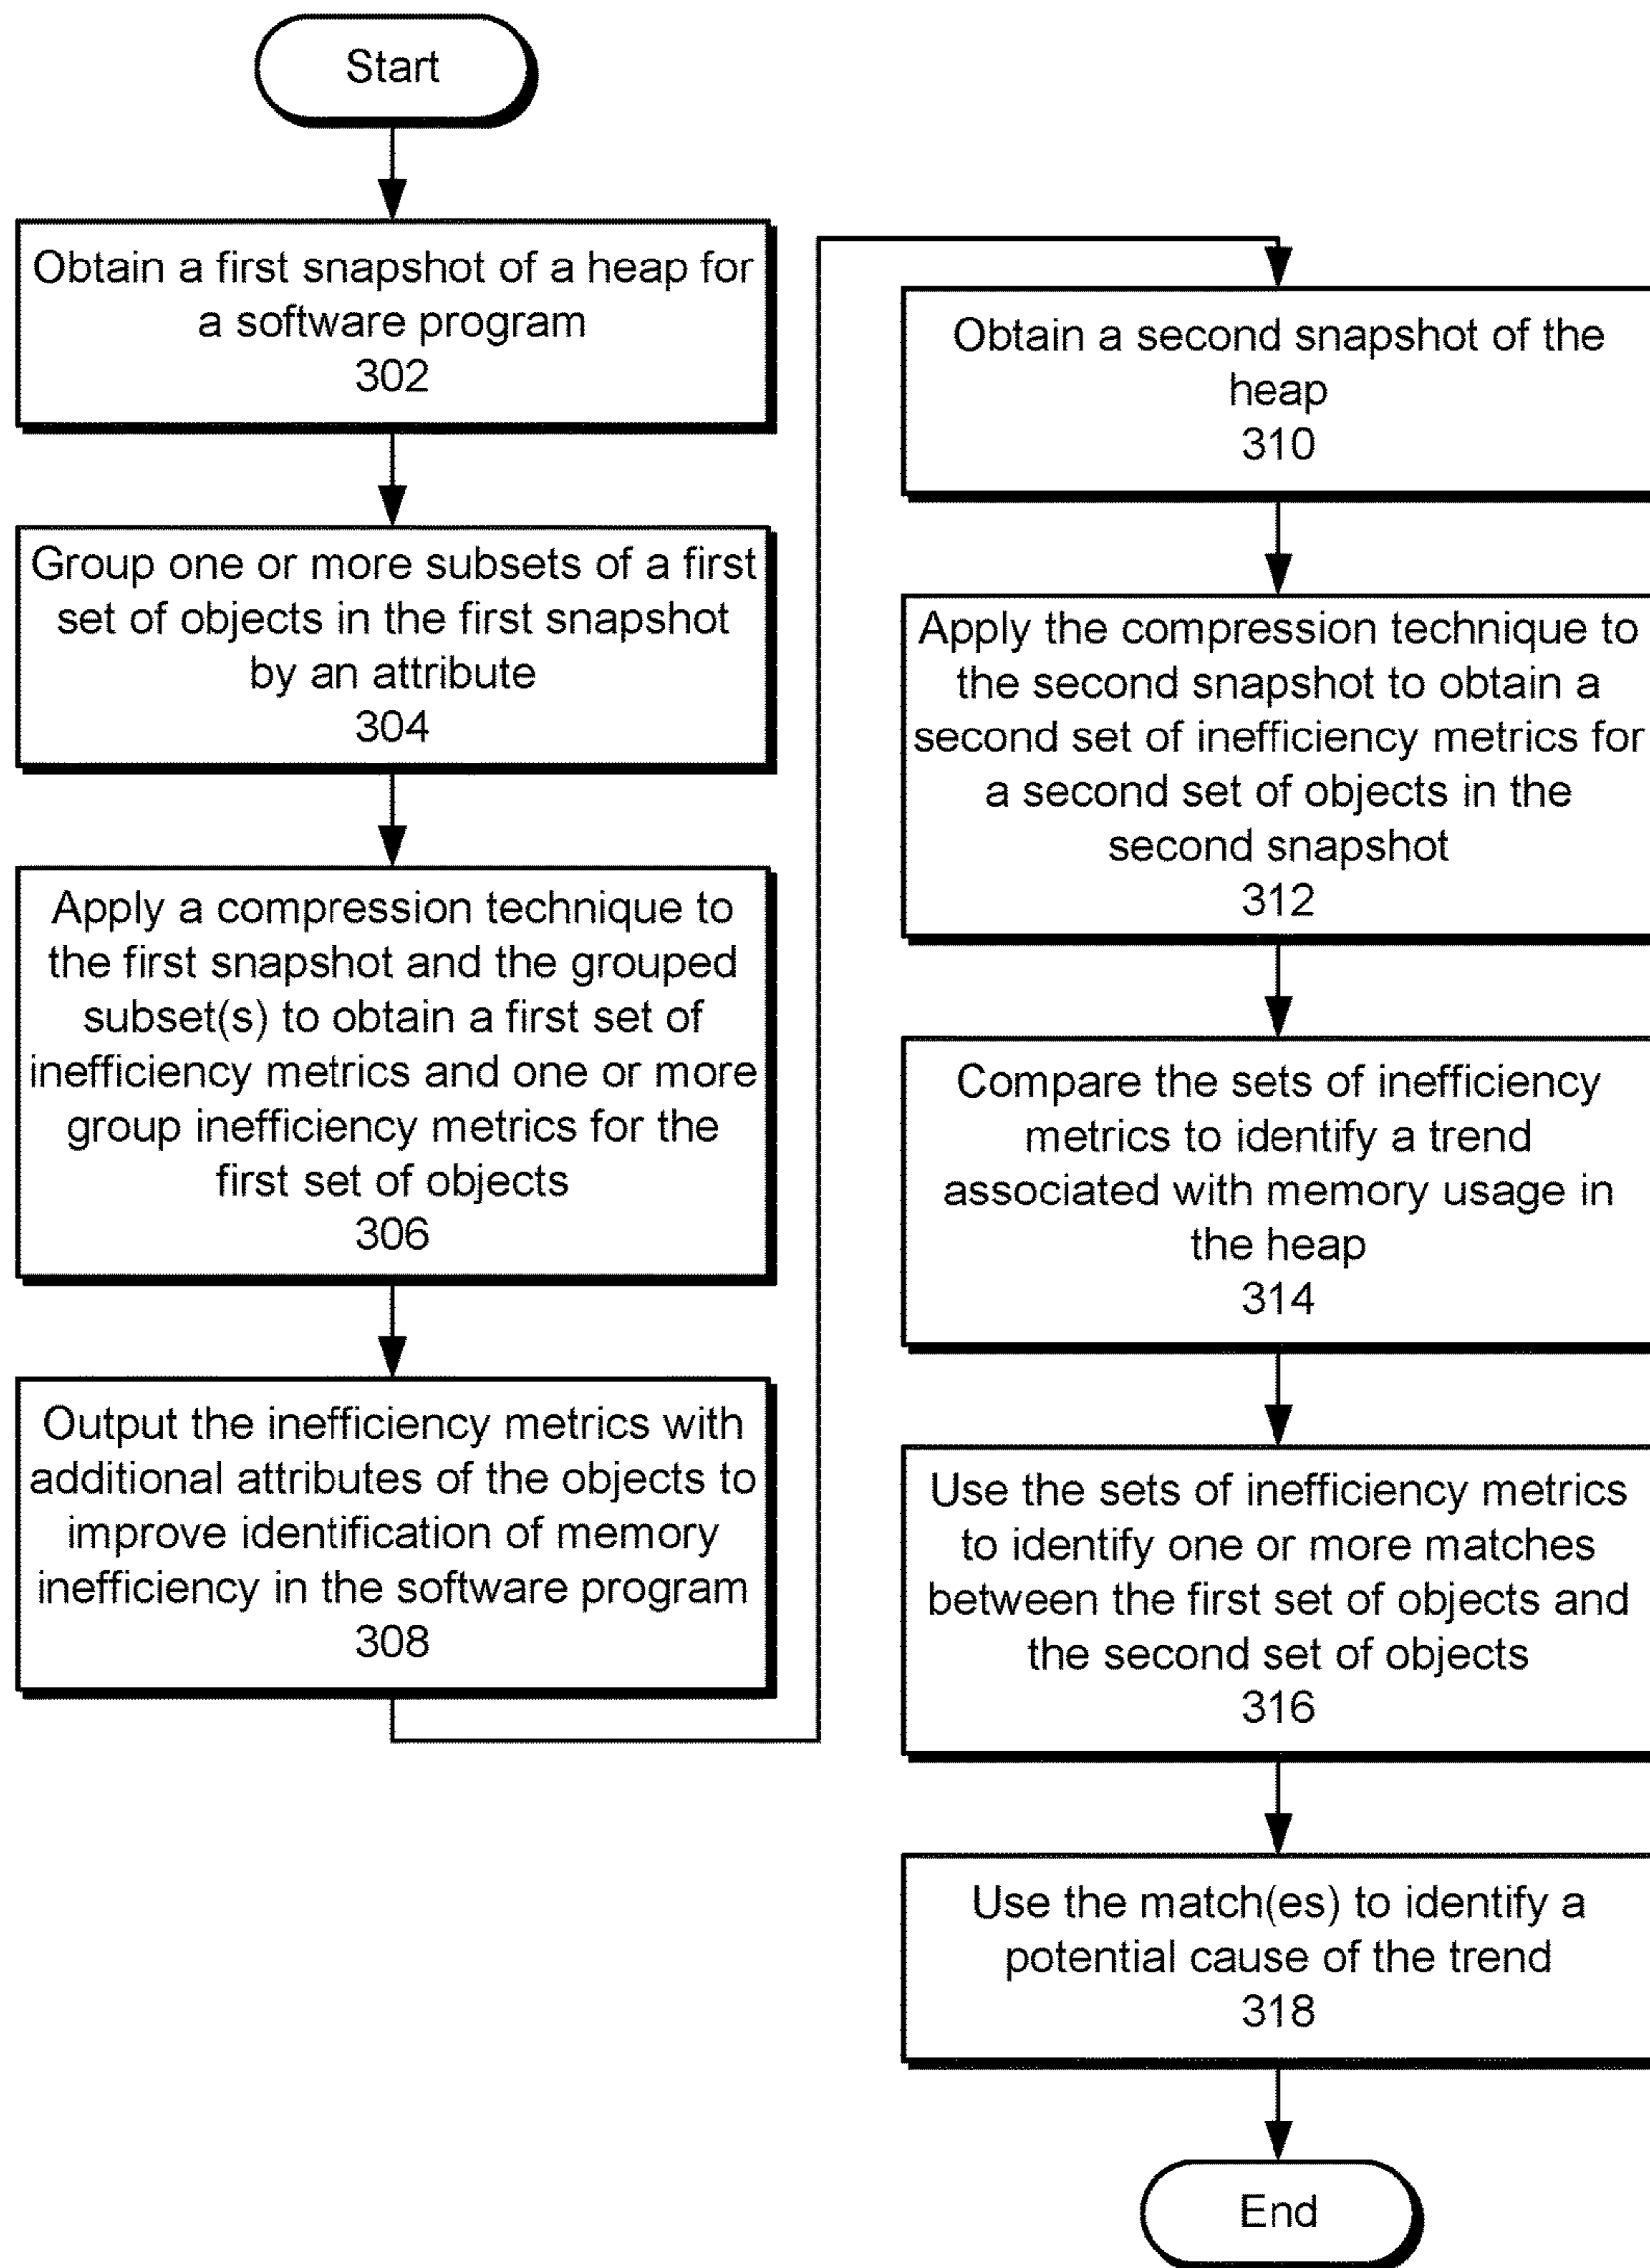 Start
Obtain a first snapshot of a heap for
a software program
302
Group one or more subsets of a first
set of objects in the first snapshot
by an attribute
304
Apply a compression technique to
the first snapshot and the grouped
subset(s) to obtain a first set of
inefficiency metrics and one or more
group inefficiency metrics for the
first set of objects
306
Output the inefficiency metrics with
additional attributes of the objects to
improve identification of memory
inefficiency in the software program
308
Obtain a second snapshot of the
heap
310
Apply the compression technique to
the second snapshot to obtain a
second set of inefficiency metrics for
a second set of objects in the
second snapshot
312
Compare the sets of inefficiency
metrics to identify a trend
associated with memory usage in
the heap
314
Use the sets of inefficiency metrics
to identify one or more matches
between the first set of objects and
the second set of objects
316
Use the match(es) to identify a
potential cause of the trend
318
End